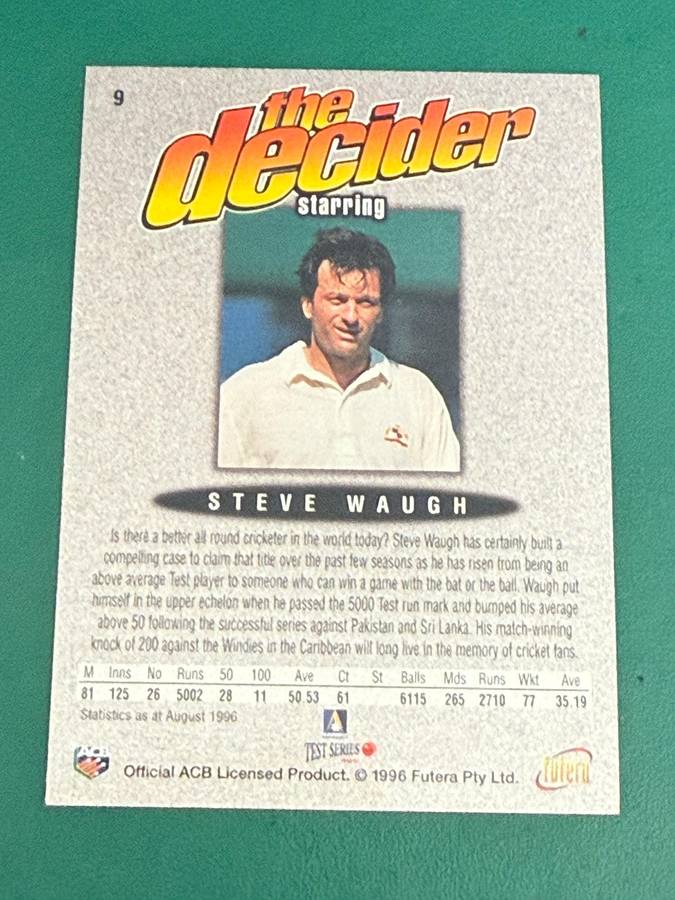 9
the
decider
starring
STEVE WAUGH
Is there a better all round cricketer in the world today? Steve Waugh has certainly built a
compelling case to claim that title over the past few seasons as he has risen from being an
above average Test player to someone who can win a game with the bat or the ball. Waugh put
himself in the upper echelon when he passed the 5000 Test run mark and bumped his average
above 50 following the successful series against Pakistan and Sri Lanka. His match-winning
knock of 200 against the Windies in the Caribbean will long live in the memory of cricket fans.
M Inns No Runs 50 100 Ave Ct St Balls Mds Runs Wkt Ave
81 125 26 5002 28 11 50.53 61 6115 265 2710 77 35.19
Statistics as at August 1996
TEST SERIES
ACB
Official ACB Licensed Product. © 1996 Futera Pty Ltd.
futera